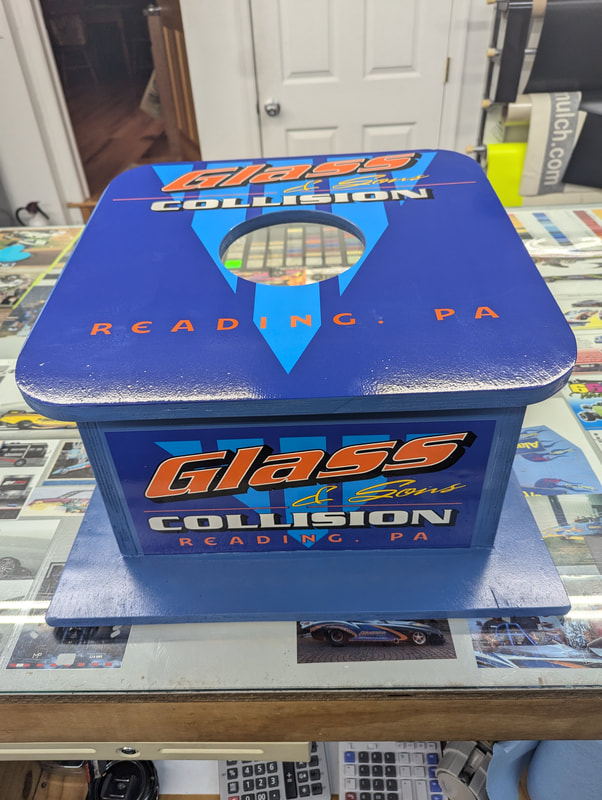 Glass
& Sons
COLLISION
READING. PA
Glass
& Sons
COLLISION
READING. PA
mulch.com